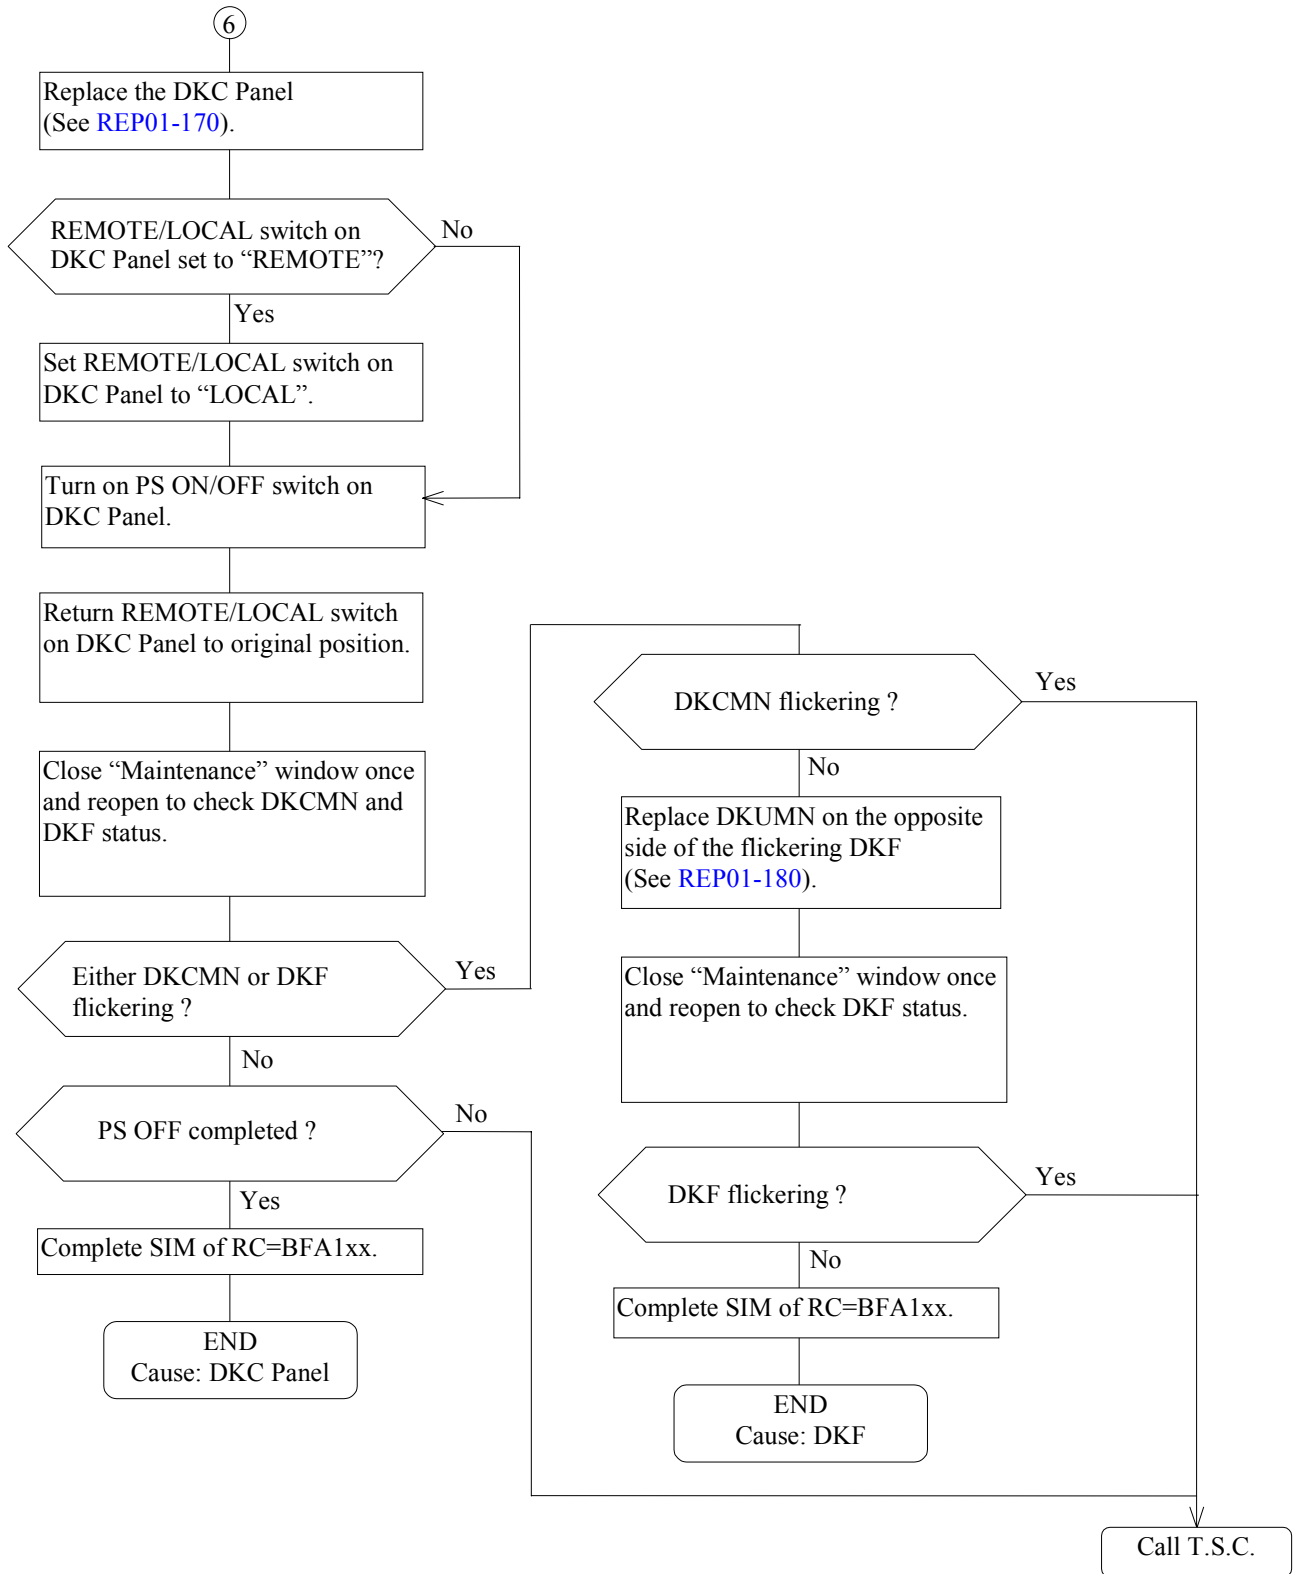 6
Replace the DKC Panel
(See REP01-170).
REMOTE/LOCAL switch on
DKC Panel set to “REMOTE”?
No
Yes
Set REMOTE/LOCAL switch on
DKC Panel to “LOCAL”.
Turn on PS ON/OFF switch on
DKC Panel.
Return REMOTE/LOCAL switch
on DKC Panel to original position.
Close “Maintenance” window once
and reopen to check DKCMN and
DKF status.
Either DKCMN or DKF
flickering ?
Yes
No
PS OFF completed ?
No
Yes
Complete SIM of RC=BFA1xx.
END
Cause: DKC Panel
DKCMN flickering ?
Yes
No
Replace DKUMN on the opposite
side of the flickering DKF
(See REP01-180).
Close “Maintenance” window once
and reopen to check DKF status.
DKF flickering ?
Yes
No
Complete SIM of RC=BFA1xx.
END
Cause: DKF
Call T.S.C.